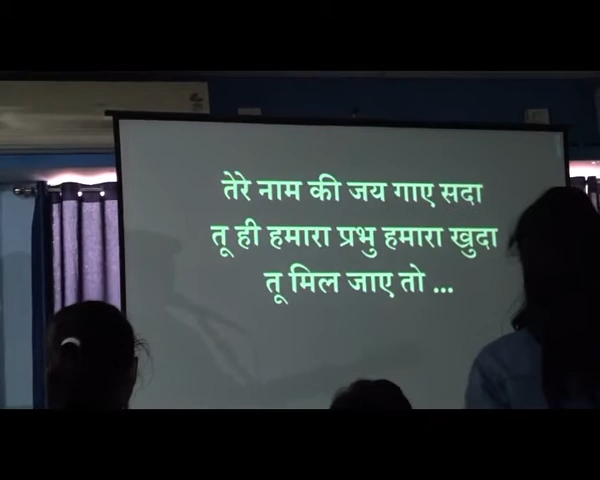 तेरे नाम की जय गाए सदा
तू ही हमारा प्रभु हमारा खुदा
तू मिल जाए तो ...